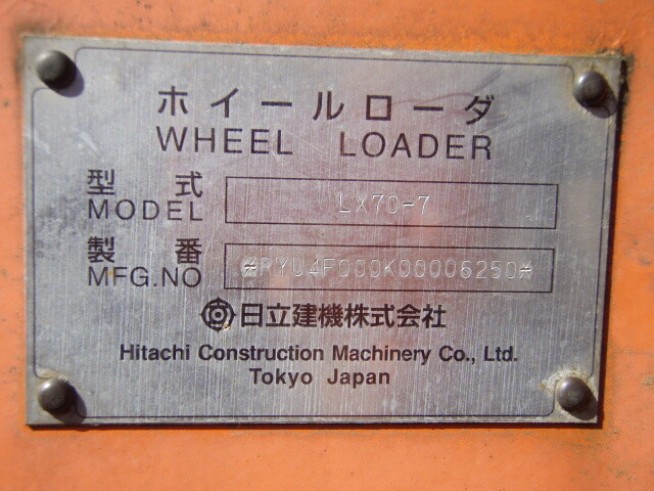 ホイールローダ
WHEEL LOADER
型式
MODEL LX70-7
製番
MFG.NO *RYU4F000K00006250*
日立建機株式会社
Hitachi Construction Machinery Co., Ltd.
Tokyo Japan